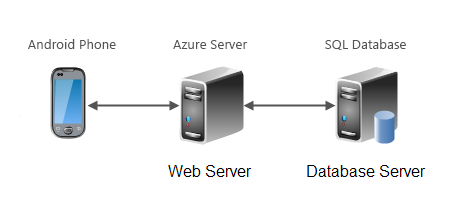 Android Phone
Azure Server
SQL Database
Web Server
Database Server